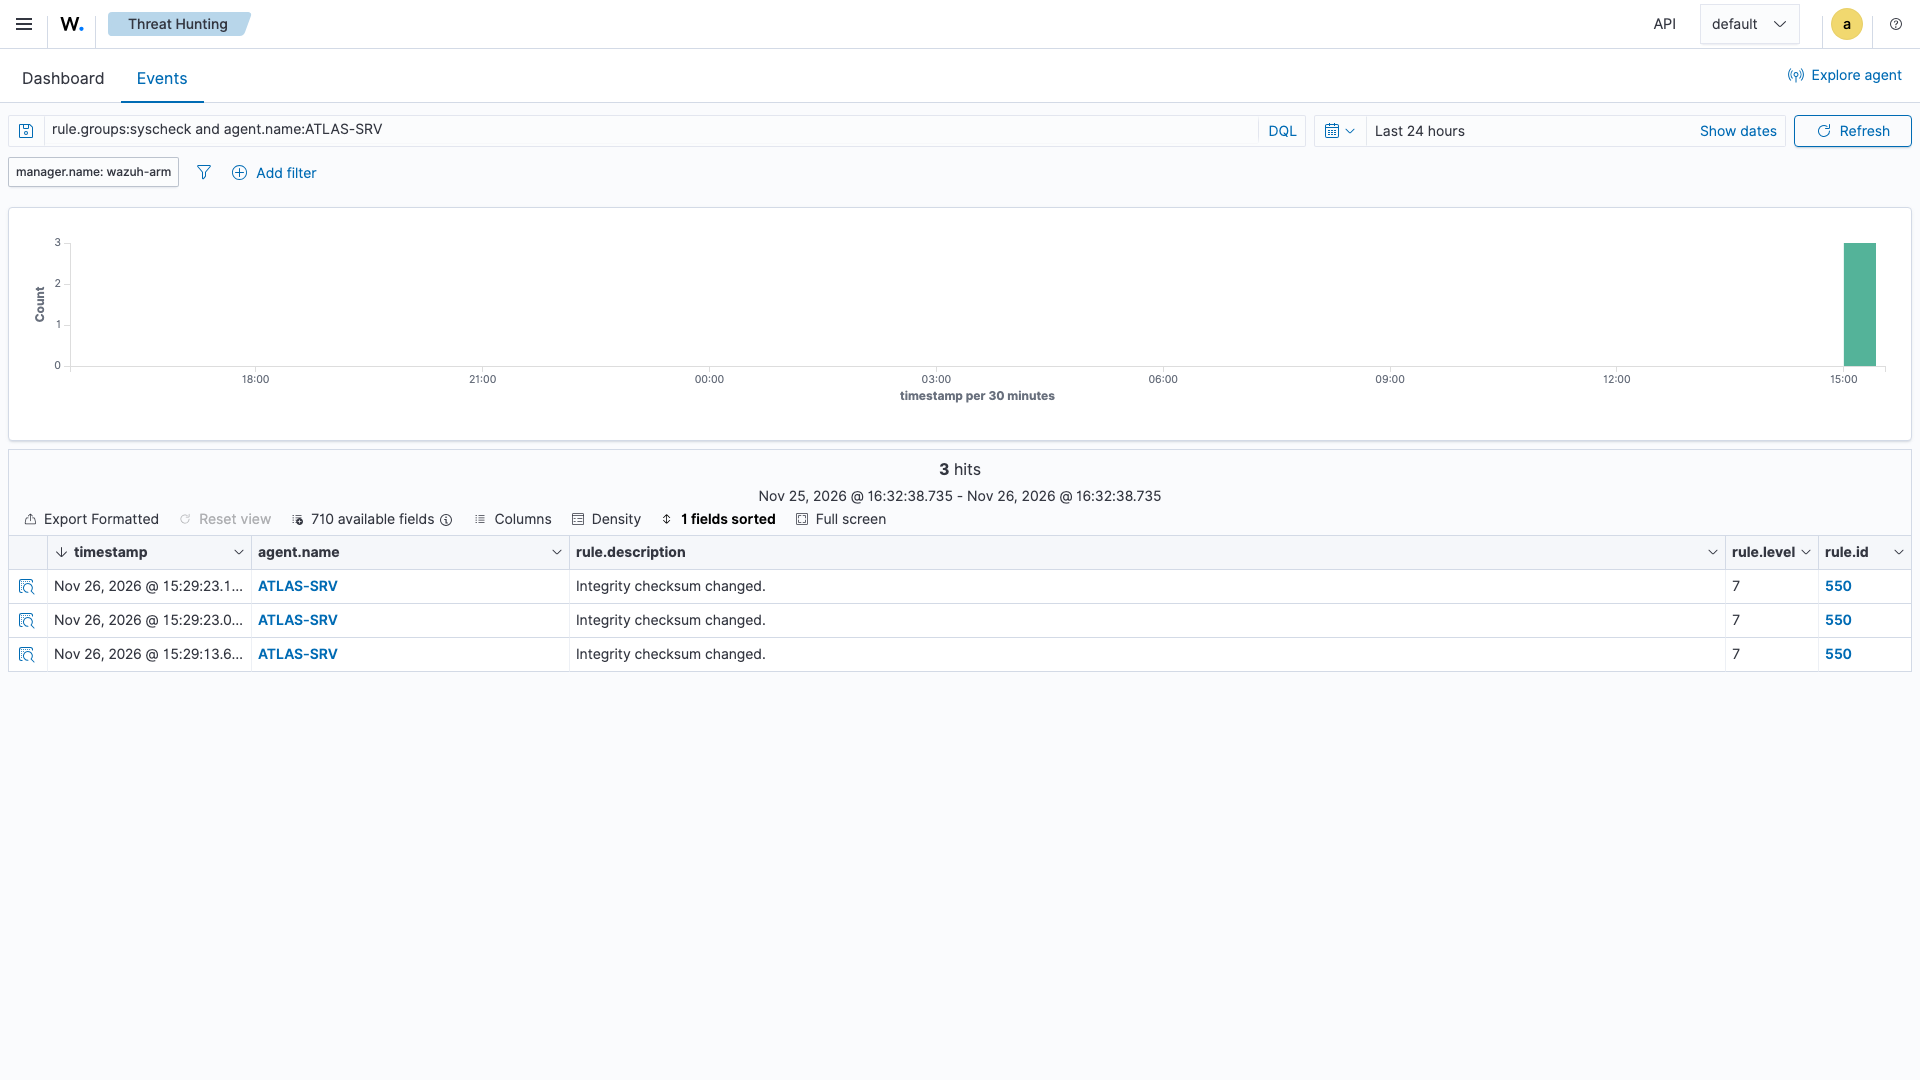 W.
Threat Hunting
API
default
a
Dashboard
Events
Explore agent
rule.groups:syscheck and agent.name:ATLAS-SRV
DQL
Last 24 hours
Show dates
Refresh
manager.name: wazuh-arm
Add filter
3
2
1
0
Count
18:00
21:00
00:00
03:00
06:00
09:00
12:00
15:00
timestamp per 30 minutes
3 hits
Nov 25, 2026 @ 16:32:38.735 - Nov 26, 2026 @ 16:32:38.735
Export Formatted
Reset view
710 available fields
Columns
Density
1 fields sorted
Full screen
timestamp
agent.name
rule.description
rule.level
rule.id
Nov 26, 2026 @ 15:29:23.1... ATLAS-SRV Integrity checksum changed. 7 550
Nov 26, 2026 @ 15:29:23.0... ATLAS-SRV Integrity checksum changed. 7 550
Nov 26, 2026 @ 15:29:13.6... ATLAS-SRV Integrity checksum changed. 7 550